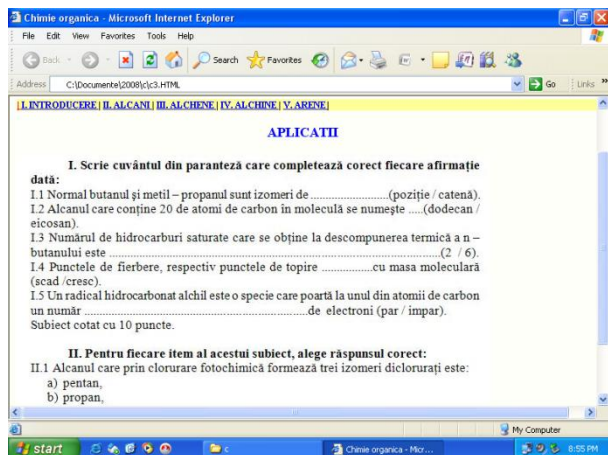 Chimie organica - Microsoft Internet Explorer
File Edit View Favorites Tools Help
Back Search Favorites
Address C:\Documente\2008\c\c3.HTML Go Links »
| I. INTRODUCERE | II. ALCANI | III. ALCHENE | IV. ALCHINE | V. ARENE |
APLICATII
I. Scrie cuvântul din paranteză care completează corect fiecare afirmație
dată:
I.1 Normal butanul și metil – propanul sunt izomeri de ......................(poziție / catenă).
I.2 Alcanul care conține 20 de atomi de carbon în moleculă se numește .....(dodecan /
eicosan).
I.3 Numărul de hidrocarburi saturate care se obține la descompunerea termică a n –
butanului este ..........................................................................................(2 / 6).
I.4 Punctele de fierbere, respectiv punctele de topire ...............cu masa moleculară
(scad /cresc).
I.5 Un radical hidrocarbonat alchil este o specie care poartă la unul din atomii de carbon
un număr ............................................................de electroni (par / impar).
Subiect cotat cu 10 puncte.
II. Pentru fiecare item al acestui subiect, alege răspunsul corect:
II.1 Alcanul care prin clorurare fotochimică formează trei izomeri diclorurați este:
a) pentan,
b) propan,
My Computer
start c Chimie organica - Micr... 8:55 PM